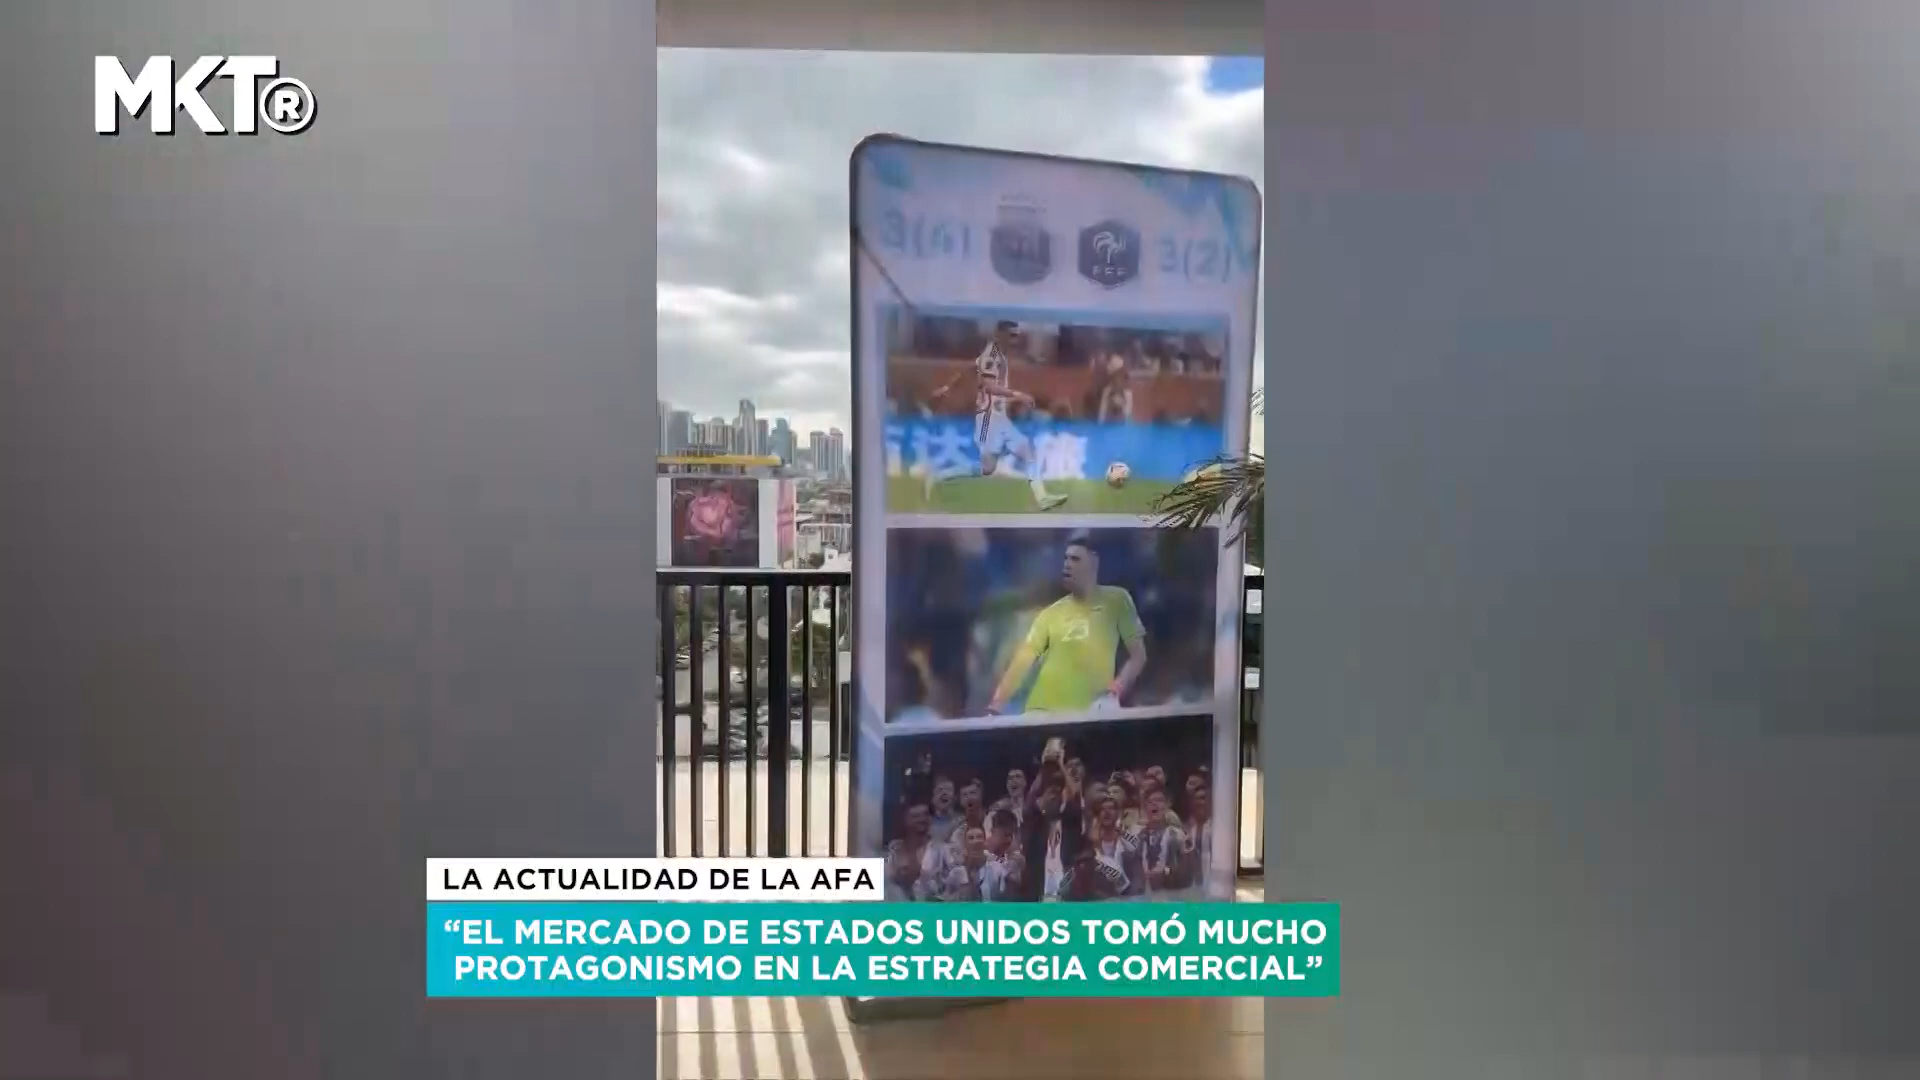 MKT®
3(4)
FFF
3(2)
23
LA ACTUALIDAD DE LA AFA
“EL MERCADO DE ESTADOS UNIDOS TOMÓ MUCHO
PROTAGONISMO EN LA ESTRATEGIA COMERCIAL”